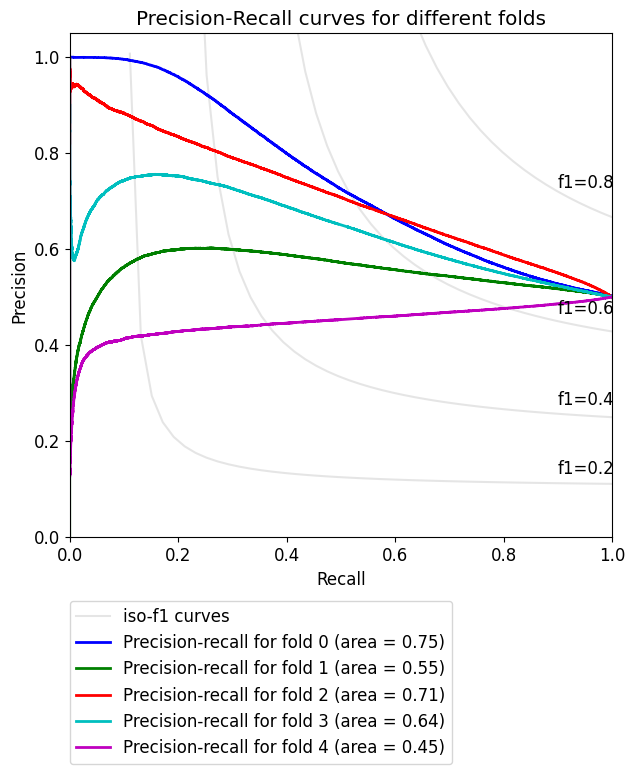 Precision-Recall curves for different folds
1.0
0.8
0.6
0.4
0.2
0.0
Precision
f1=0.8
f1=0.6
f1=0.4
f1=0.2
0.0 0.2 0.4 0.6 0.8 1.0
Recall
iso-f1 curves
Precision-recall for fold 0 (area = 0.75)
Precision-recall for fold 1 (area = 0.55)
Precision-recall for fold 2 (area = 0.71)
Precision-recall for fold 3 (area = 0.64)
Precision-recall for fold 4 (area = 0.45)